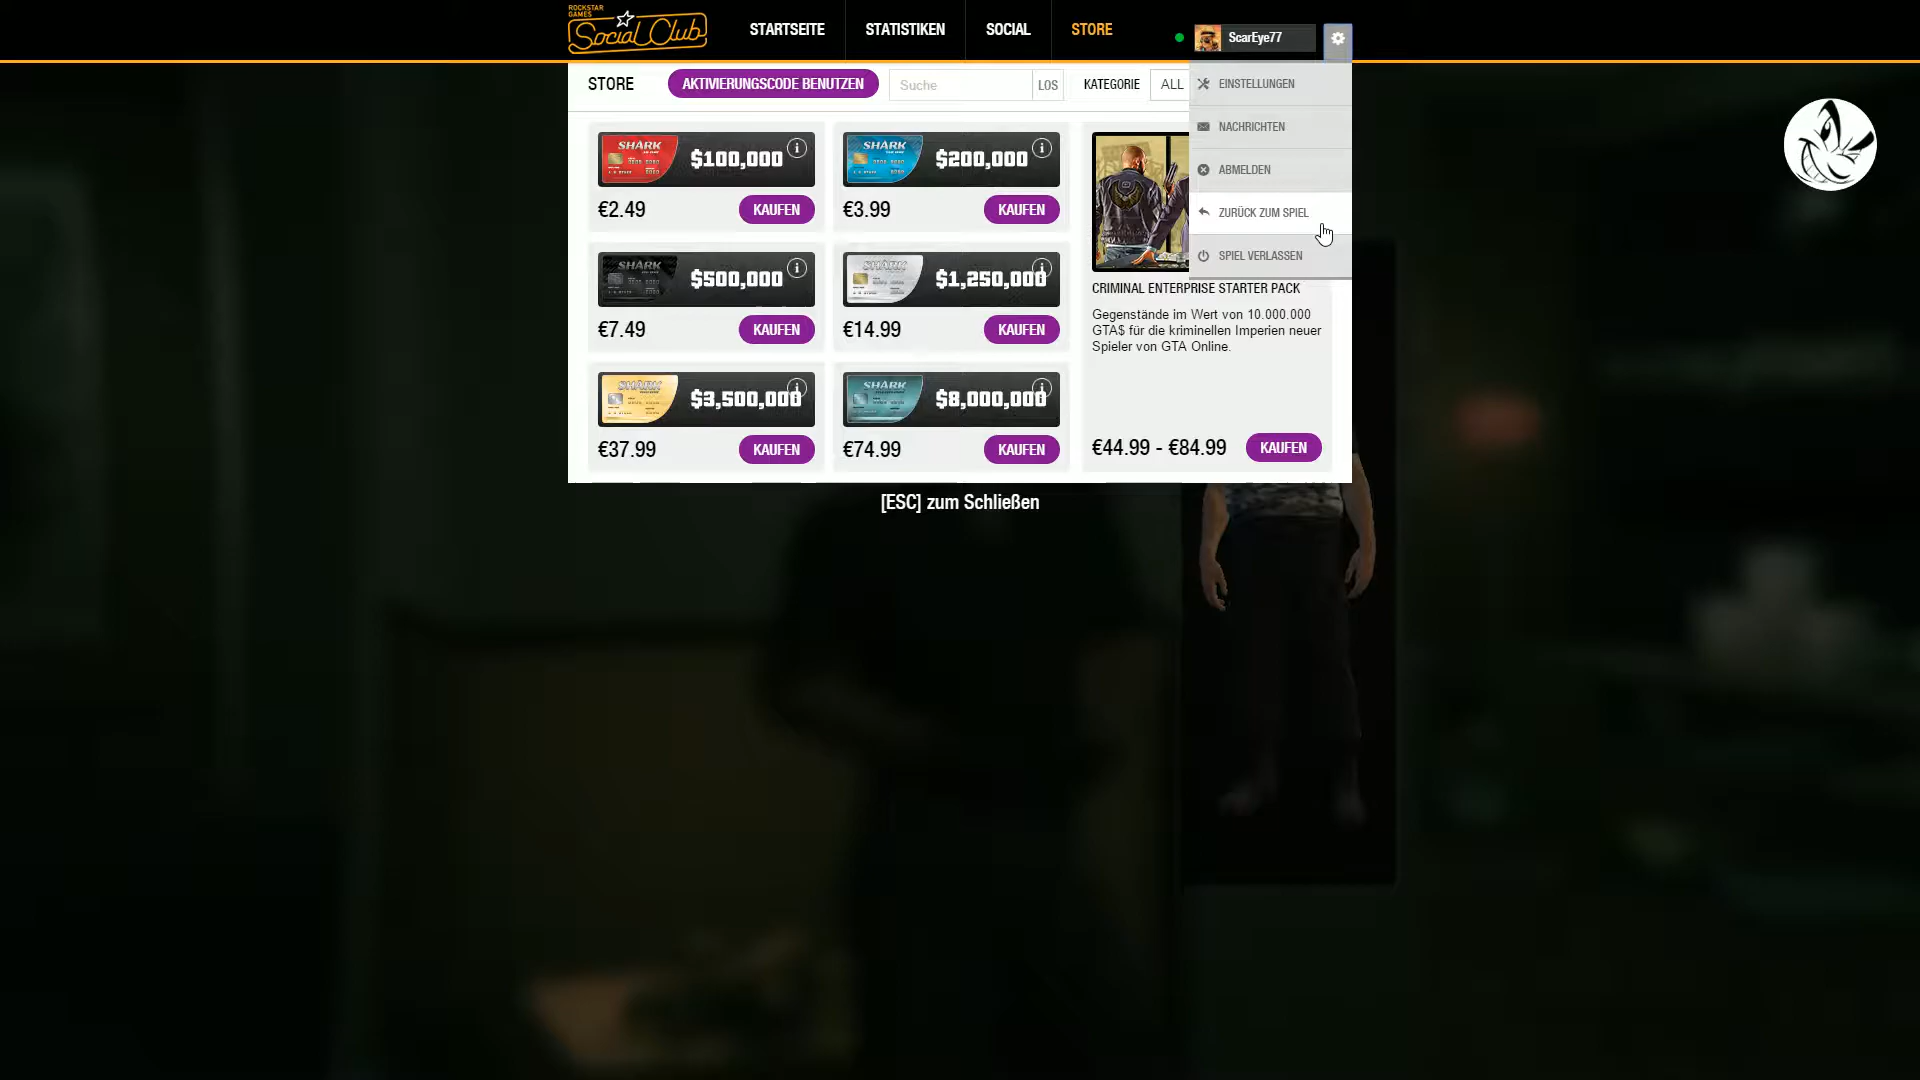 ROCKSTAR
GAMES
Social Club
STARTSEITE
STATISTIKEN
SOCIAL
STORE
ScarEye77
STORE
AKTIVIERUNGSCODE BENUTZEN
Suche
LOS
KATEGORIE
ALL
EINSTELLUNGEN
NACHRICHTEN
ABMELDEN
ZURÜCK ZUM SPIEL
SPIEL VERLASSEN
SHARK
$100,000
€2.49
KAUFEN
SHARK
$200,000
€3.99
KAUFEN
SHARK
$500,000
€7.49
KAUFEN
SHARK
$1,250,000
€14.99
KAUFEN
SHARK
$3,500,000
€37.99
KAUFEN
SHARK
$8,000,000
€74.99
KAUFEN
CRIMINAL ENTERPRISE STARTER PACK
Gegenstände im Wert von 10.000.000
GTA$ für die kriminellen Imperien neuer
Spieler von GTA Online.
€44.99 - €84.99
KAUFEN
[ESC] zum Schließen